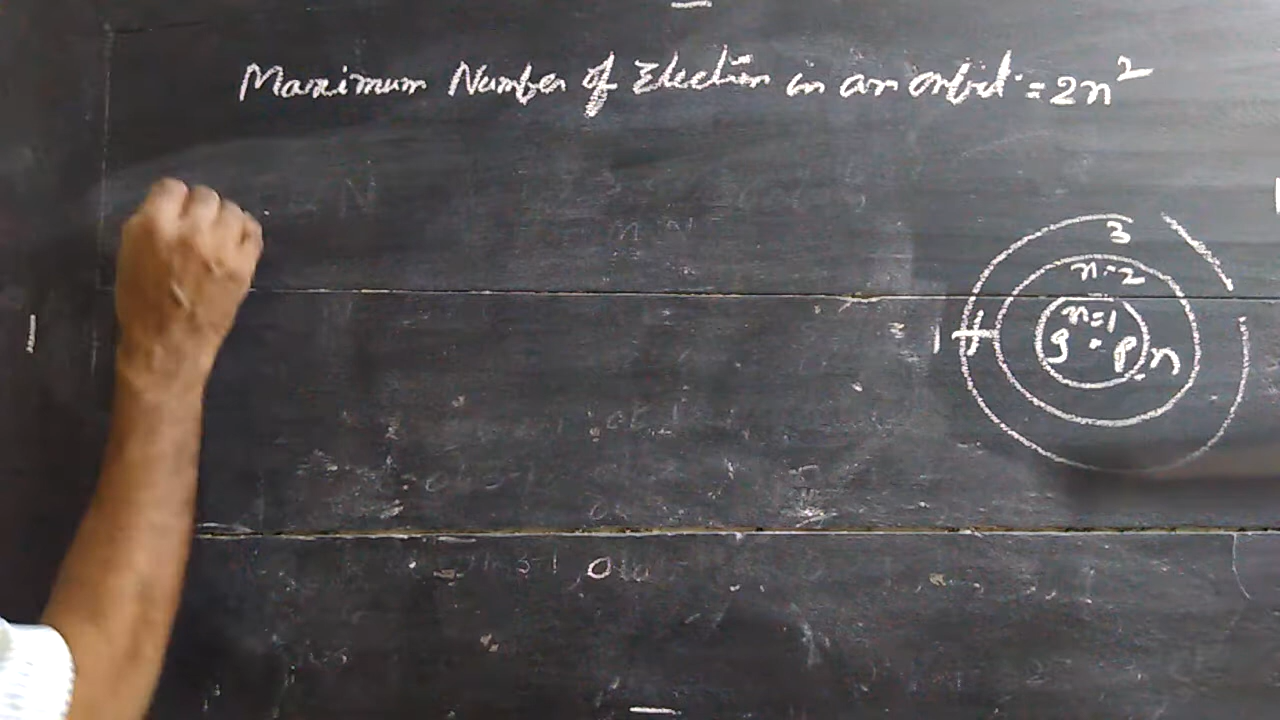 Maximum Number of Electron in an orbit = 2n²
3
n=2
n=1
P n